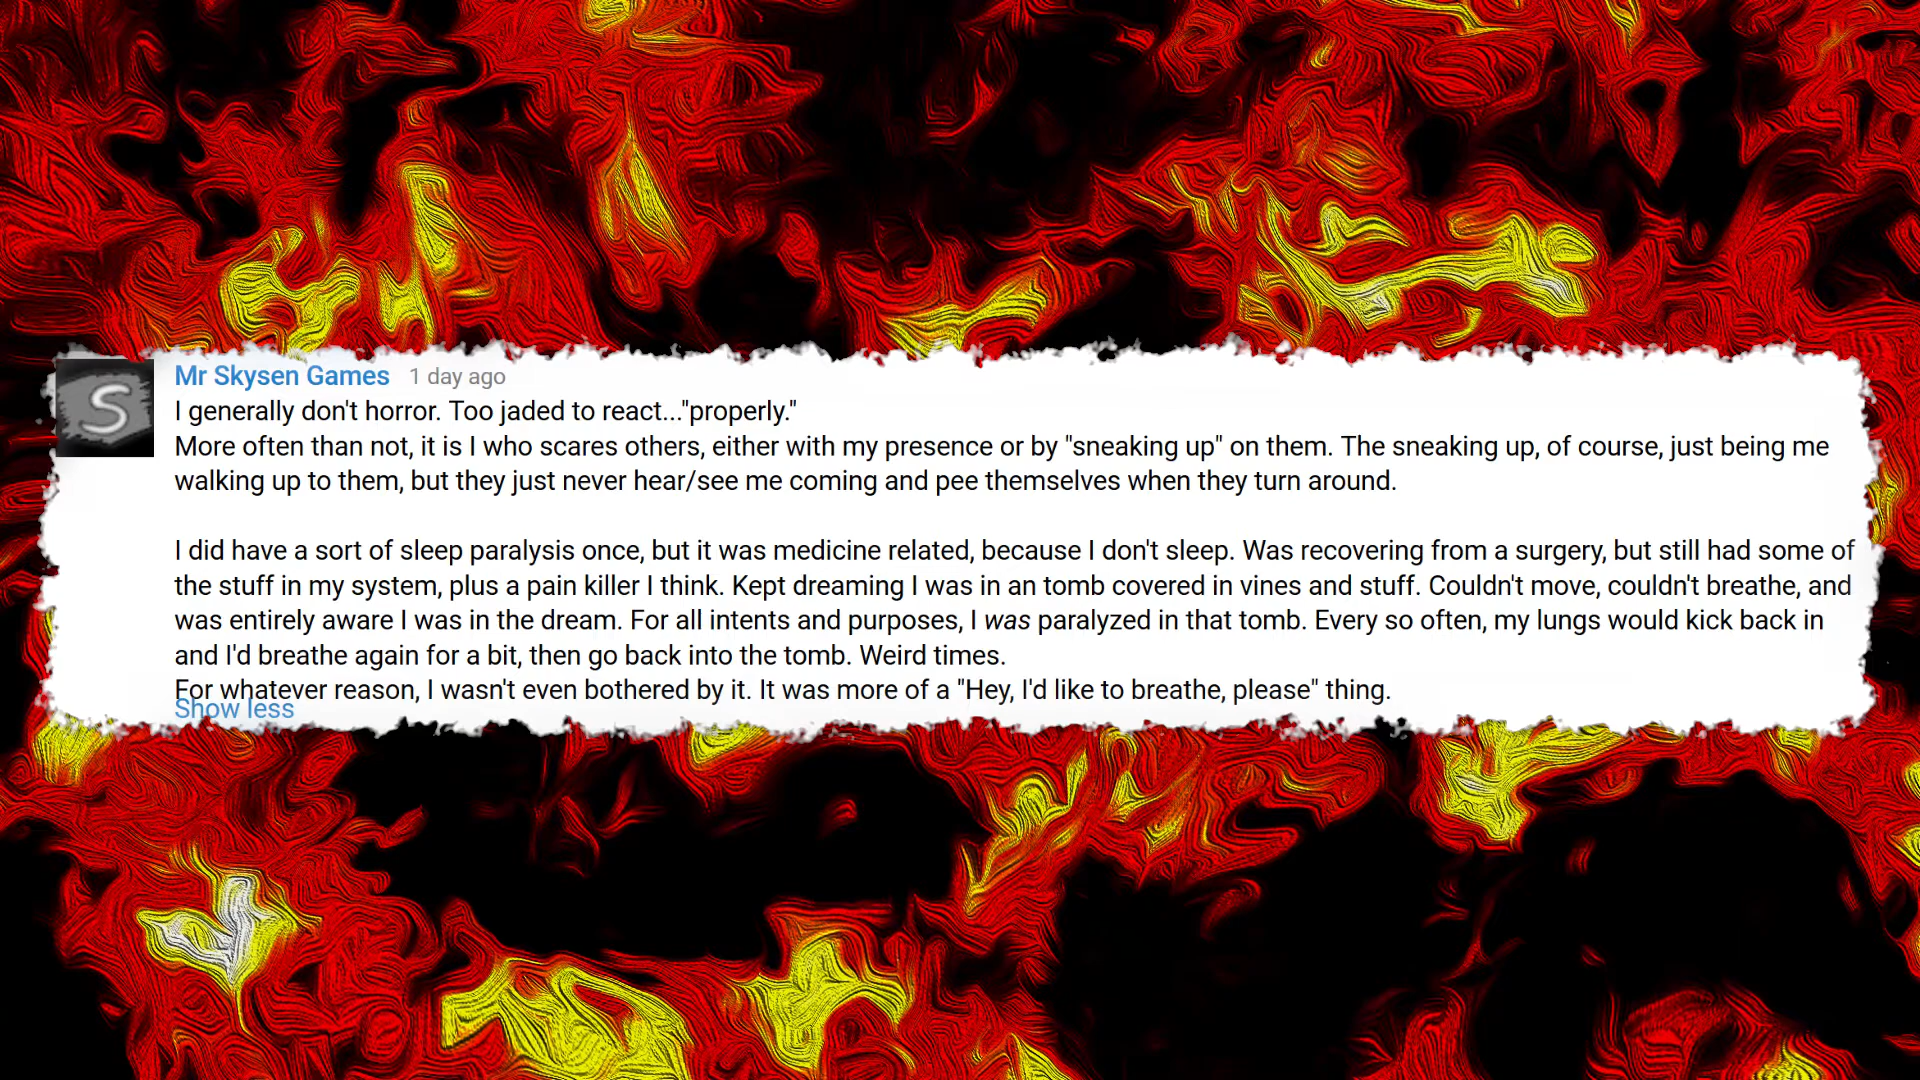 S
Mr Skysen Games 1 day ago
I generally don't horror. Too jaded to react..."properly."
More often than not, it is I who scares others, either with my presence or by "sneaking up" on them. The sneaking up, of course, just being me
walking up to them, but they just never hear/see me coming and pee themselves when they turn around.
I did have a sort of sleep paralysis once, but it was medicine related, because I don't sleep. Was recovering from a surgery, but still had some of
the stuff in my system, plus a pain killer I think. Kept dreaming I was in an tomb covered in vines and stuff. Couldn't move, couldn't breathe, and
was entirely aware I was in the dream. For all intents and purposes, I was paralyzed in that tomb. Every so often, my lungs would kick back in
and I'd breathe again for a bit, then go back into the tomb. Weird times.
For whatever reason, I wasn't even bothered by it. It was more of a "Hey, I'd like to breathe, please" thing.
Show less